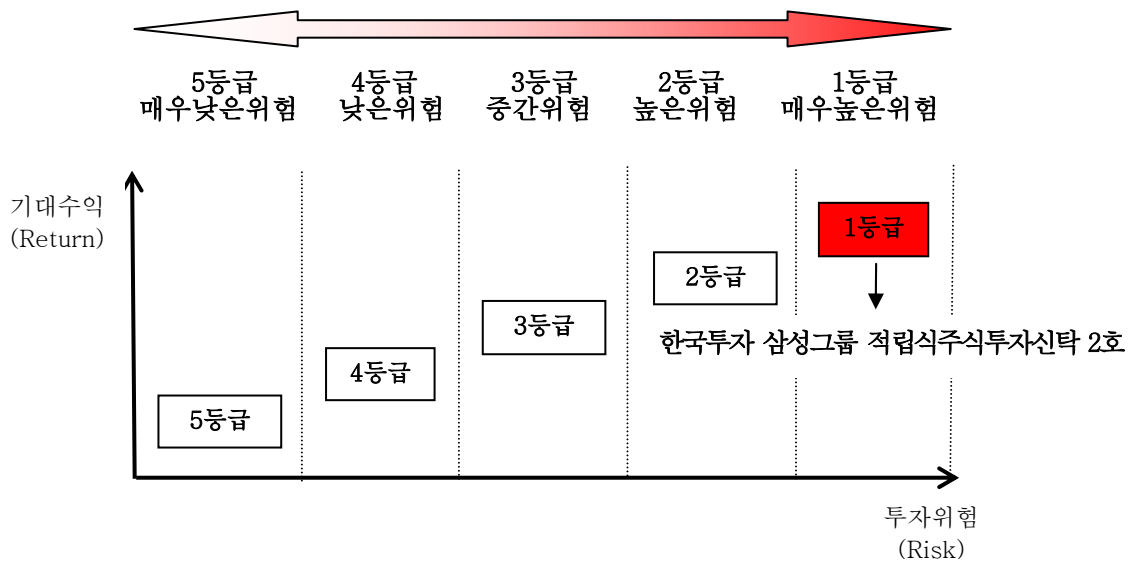 5등급 4등급 3등급 2등급 1등급
매우낮은위험 낮은위험 중간위험 높은위험 매우높은위험
기대수익
(Return)
1등급
2등급
3등급
한국투자 삼성그룹 적립식주식투자신탁 2호
4등급
5등급
투자위험
(Risk)